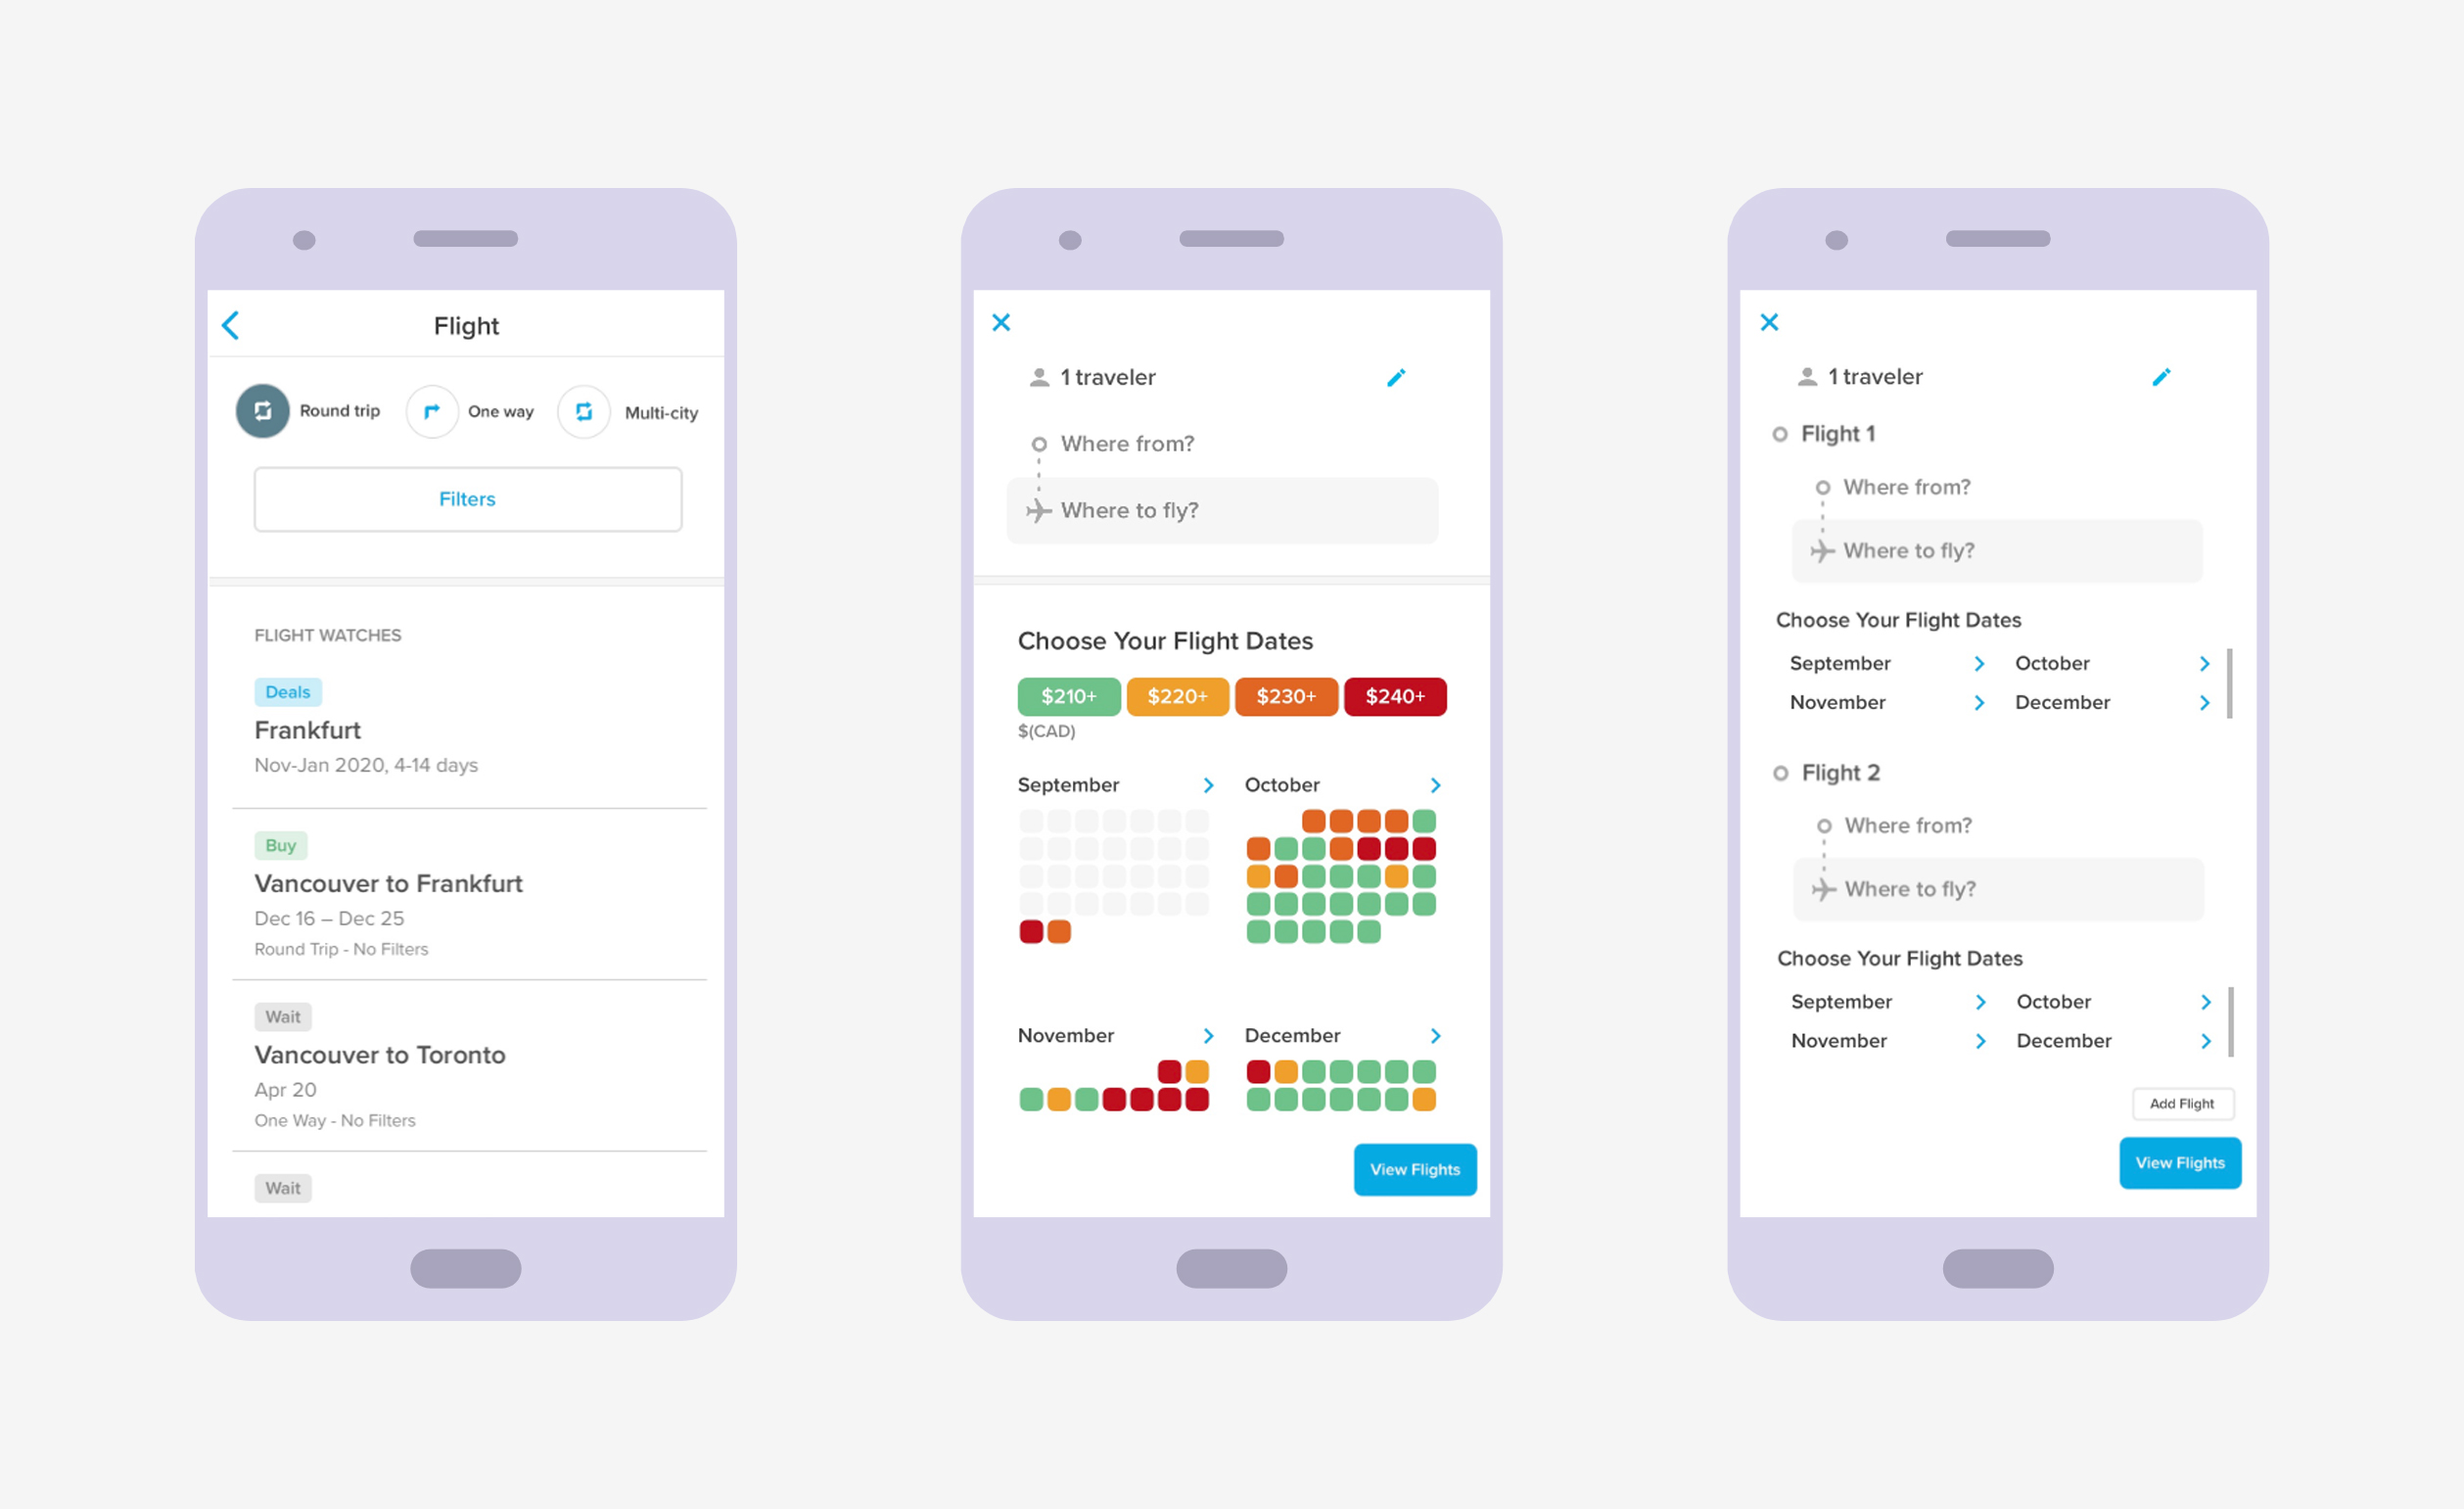 Flight
Round trip
One way
Multi-city
Filters
FLIGHT WATCHES
Deals
Frankfurt
Nov-Jan 2020, 4-14 days
Buy
Vancouver to Frankfurt
Dec 16 – Dec 25
Round Trip - No Filters
Wait
Vancouver to Toronto
Apr 20
One Way - No Filters
Wait
1 traveler
Where from?
Where to fly?
Choose Your Flight Dates
$210+ $220+ $230+ $240+
$(CAD)
September October
November December
View Flights
1 traveler
Flight 1
Where from?
Where to fly?
Choose Your Flight Dates
September October
November December
Flight 2
Where from?
Where to fly?
Choose Your Flight Dates
September October
November December
Add Flight
View Flights